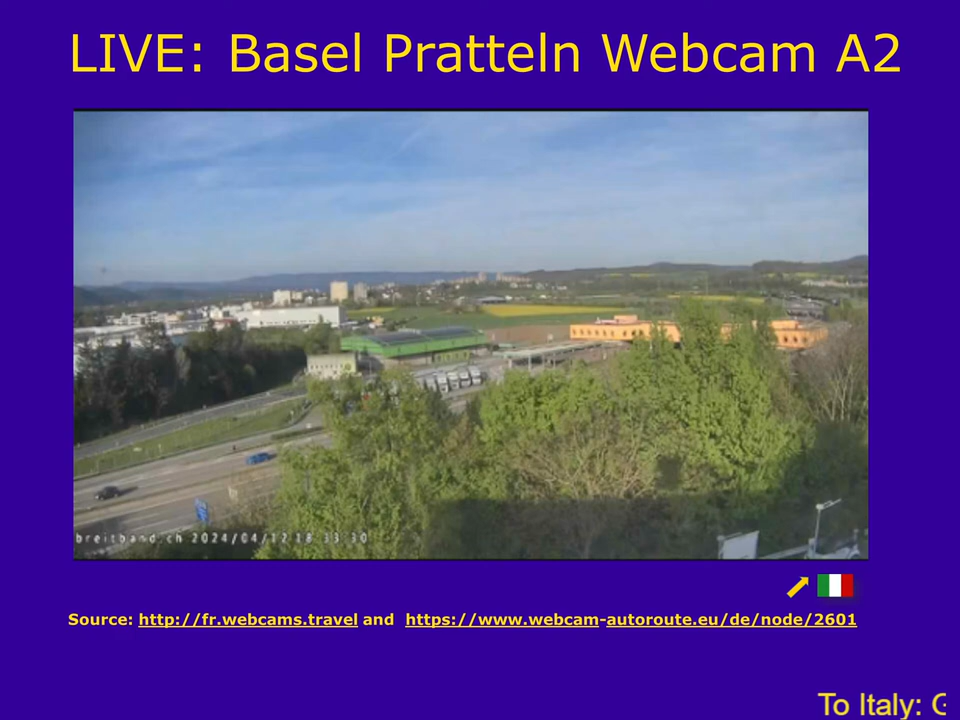 LIVE: Basel Pratteln Webcam A2
breitband.ch 2024/04/12 18 33 30
Source: http://fr.webcams.travel and https://www.webcam-autoroute.eu/de/node/2601
To Italy: G